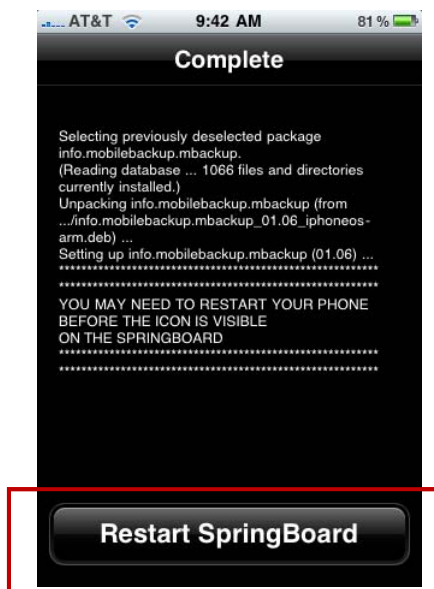 AT&T 9:42 AM 81 %
Complete
Selecting previously deselected package
info.mobilebackup.mbackup.
(Reading database ... 1066 files and directories
currently installed.)
Unpacking info.mobilebackup.mbackup (from
.../info.mobilebackup.mbackup_01.06_iphoneos-
arm.deb) ...
Setting up info.mobilebackup.mbackup (01.06) ...
*********************************************************
*********************************************************
YOU MAY NEED TO RESTART YOUR PHONE
BEFORE THE ICON IS VISIBLE
ON THE SPRINGBOARD
*********************************************************
*********************************************************
Restart SpringBoard